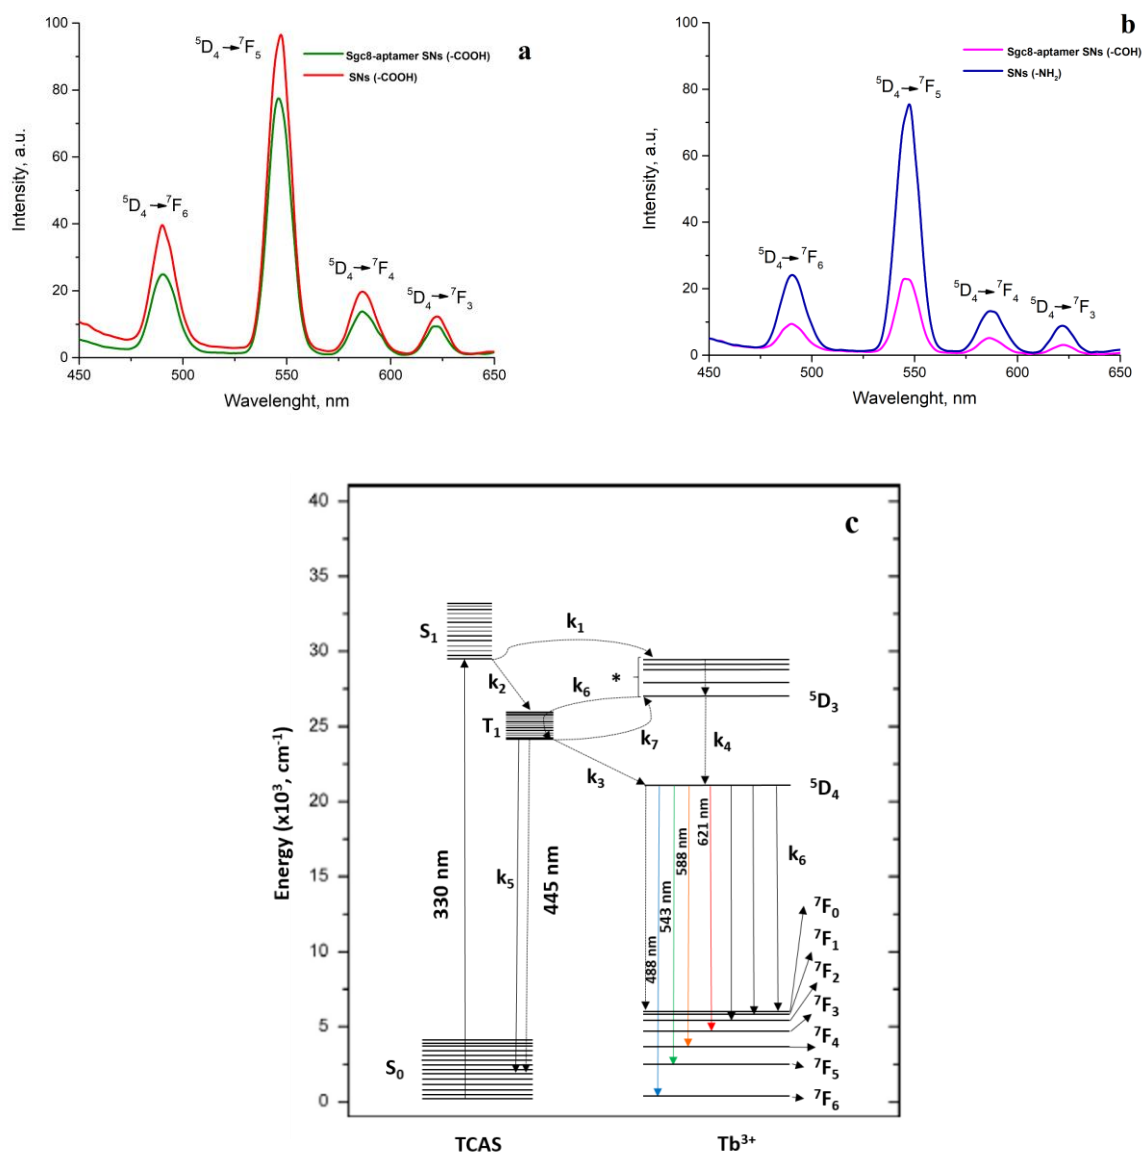 a
100
80
60
40
20
0
450
500
550
600
650
Intensity, a.u.
Wavelenght, nm
⁵D₄→⁷F₆
⁵D₄→⁷F₅
⁵D₄→⁷F₄
⁵D₄→⁷F₃
Sgc8-aptamer SNs (-COOH)
SNs (-COOH)
b
100
80
60
40
20
0
450
500
550
600
650
Intensity, a.u,
Wavelenght, nm
⁵D₄→⁷F₆
⁵D₄→⁷F₅
⁵D₄→⁷F₄
⁵D₄→⁷F₃
Sgc8-aptamer SNs (-COH)
SNs (-NH₂)
c
40
35
30
25
20
15
10
5
0
Energy (x10³, cm⁻¹)
S₁
k₁
k₂
k₆
*
⁵D₃
T₁
k₇
k₄
k₃
⁵D₄
330 nm
k₅
445 nm
488 nm
543 nm
588 nm
621 nm
k₆
⁷F₀
⁷F₁
⁷F₂
⁷F₃
⁷F₄
⁷F₅
⁷F₆
S₀
TCAS
Tb³⁺